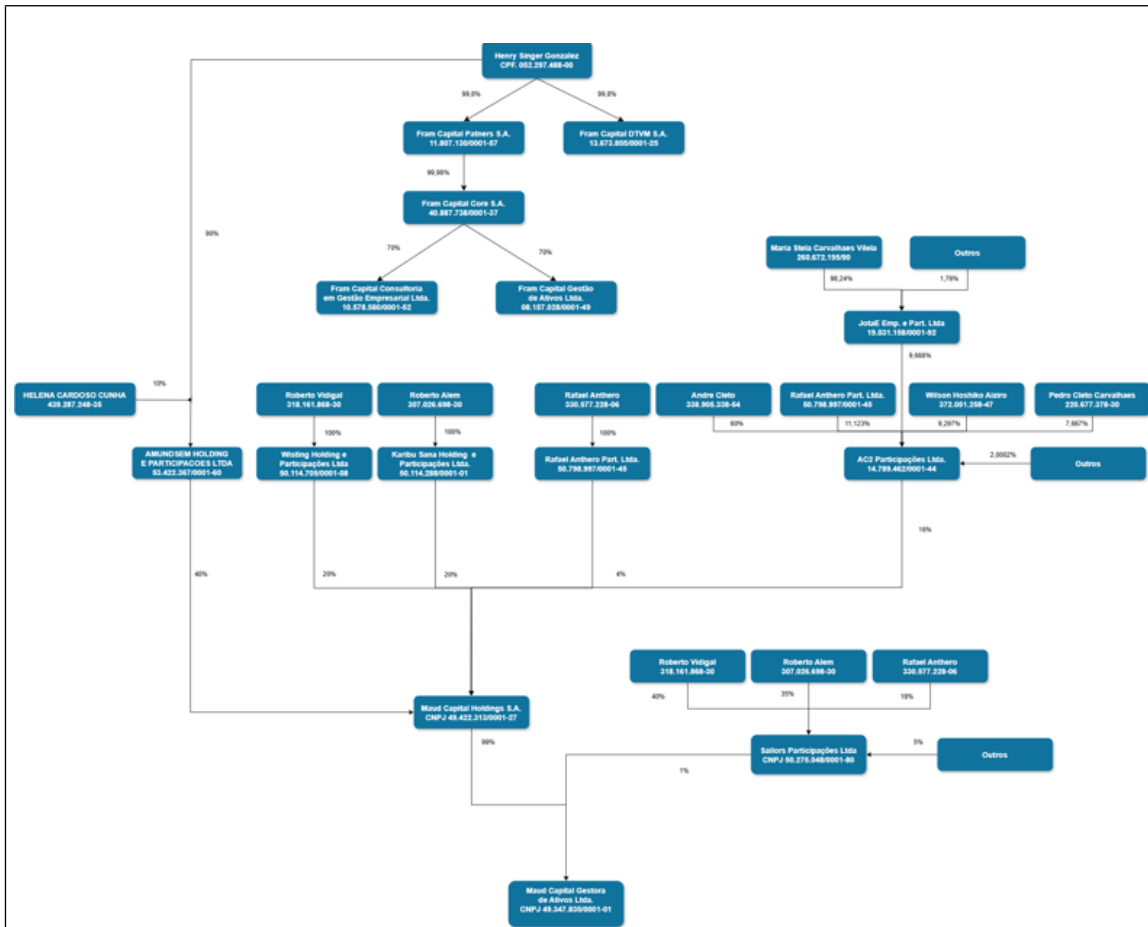 Henry Singer Gonzalez
CPF. 052.297.488-00
99,8%
99,8%
Fram Capital Patners S.A.
11.807.130/0001-57
Fram Capital DTVM S.A.
13.673.855/0001-25
99,98%
Fram Capital Core S.A.
40.887.738/0001-37
90%
70%
70%
Maria Stela Carvalhaes Vilela
260.672.195/90
Outros
Fram Capital Consultoria
em Gestão Empresarial Ltda.
10.578.580/0001-52
Fram Capital Gestão
de Ativos Ltda.
08.157.028/0001-49
98,24%
1,76%
JotaE Emp. e Part. Ltda
19.031.158/0001-92
9,688%
HELENA CARDOSO CUNHA
439.287.248-35
10%
Roberto Vidigal
318.161.868-30
Roberto Alem
307.026.698-30
Rafael Anthero
330.577.228-06
Andre Cleto
338.905.338-54
Rafael Anthero Part. Ltda.
50.798.997/0001-45
Wilson Hoshiko Aiziro
372.051.258-47
Pedro Cleto Carvalhaes
220.677.378-30
100%
100%
100%
60%
11,123%
9,297%
7,667%
AMUNDSEM HOLDING
E PARTICIPACOES LTDA
53.422.367/0001-60
Wisting Holding e
Participações Ltda
50.114.705/0001-08
Karibu Sana Holding e
Participações Ltda.
50.114.288/0001-01
Rafael Anthero Part. Ltda.
50.798.997/0001-45
AC2 Participações Ltda.
14.789.462/0001-44
2,0002%
Outros
40%
20%
20%
4%
16%
Roberto Vidigal
318.161.868-30
Roberto Alem
307.026.698-30
Rafael Anthero
330.577.228-06
40%
35%
18%
Maud Capital Holdings S.A.
CNPJ 49.422.313/0001-27
99%
Sailors Participações Ltda
CNPJ 50.275.048/0001-80
5%
Outros
1%
Maud Capital Gestora
de Ativos Ltda.
CNPJ 49.347.835/0001-01